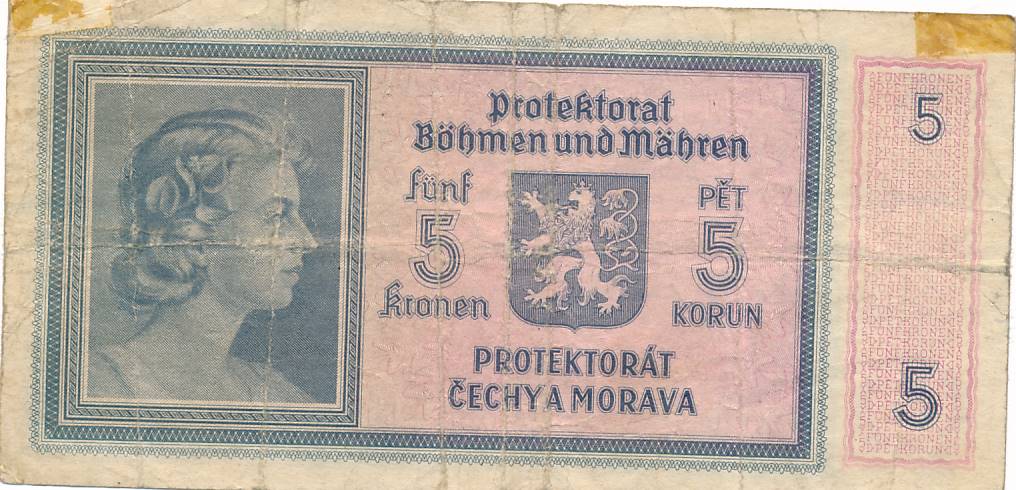 Protektorat
Böhmen und Mähren
fünf
5
Kronen
PĚT
5
KORUN
PROTEKTORÁT
ČECHY A MORAVA
5
5